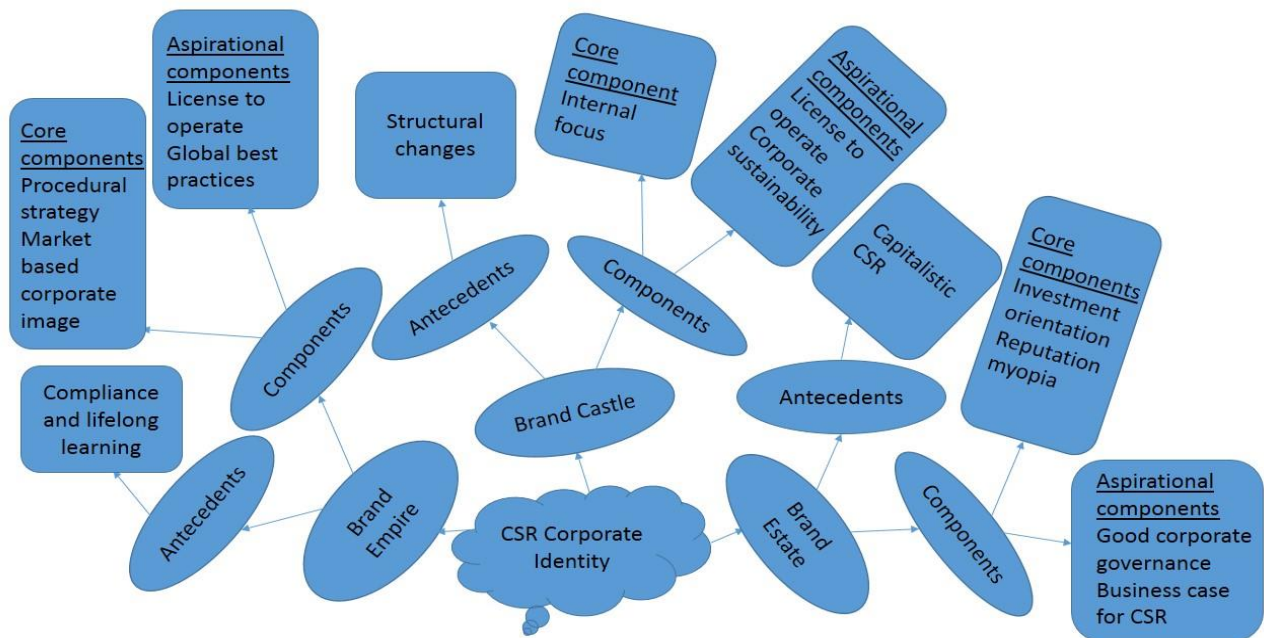 Aspirational
components
License to
operate
Global best
practices
Core
components
Procedural
strategy
Market
based
corporate
image
Structural
changes
Core
component
Internal
focus
Aspirational
components
License to
operate
Corporate
sustainability
Capitalistic
CSR
Core
components
Investment
orientation
Reputation
myopia
Components
Antecedents
Components
Antecedents
Compliance
and lifelong
learning
Antecedents
Brand
Empire
Brand Castle
CSR Corporate
Identity
Brand
Estate
Components
Aspirational
components
Good corporate
governance
Business case
for CSR